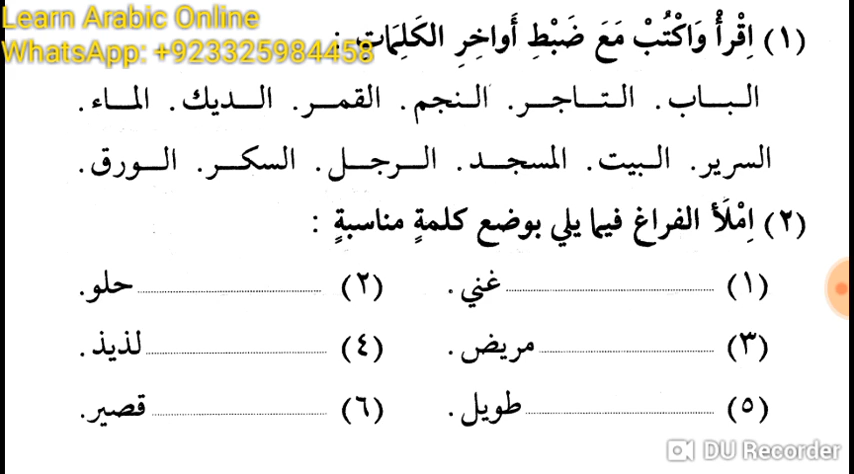 Learn Arabic Online
WhatsApp: +923325984458
(١) اِقْرَأْ وَاكْتُبْ مَعَ ضَبْطِ أَوَاخِرِ الكَلِمَاتِ :
البـاب . التـاجـر. النجم . القمـر. الـديك . المـاء .
السرير. البيت . المسجـد . الـرجـل . السكـر . الـورق .
(٢) اِمْلَأ الفراغ فيما يلي بوضع كلمةٍ مناسبةٍ :
(١) ............ غني . (٢) ............ حلو.
(٣) ............ مريض . (٤) ............ لذيذ .
(٥) ............ طويل . (٦) ............ قصير.
DU Recorder